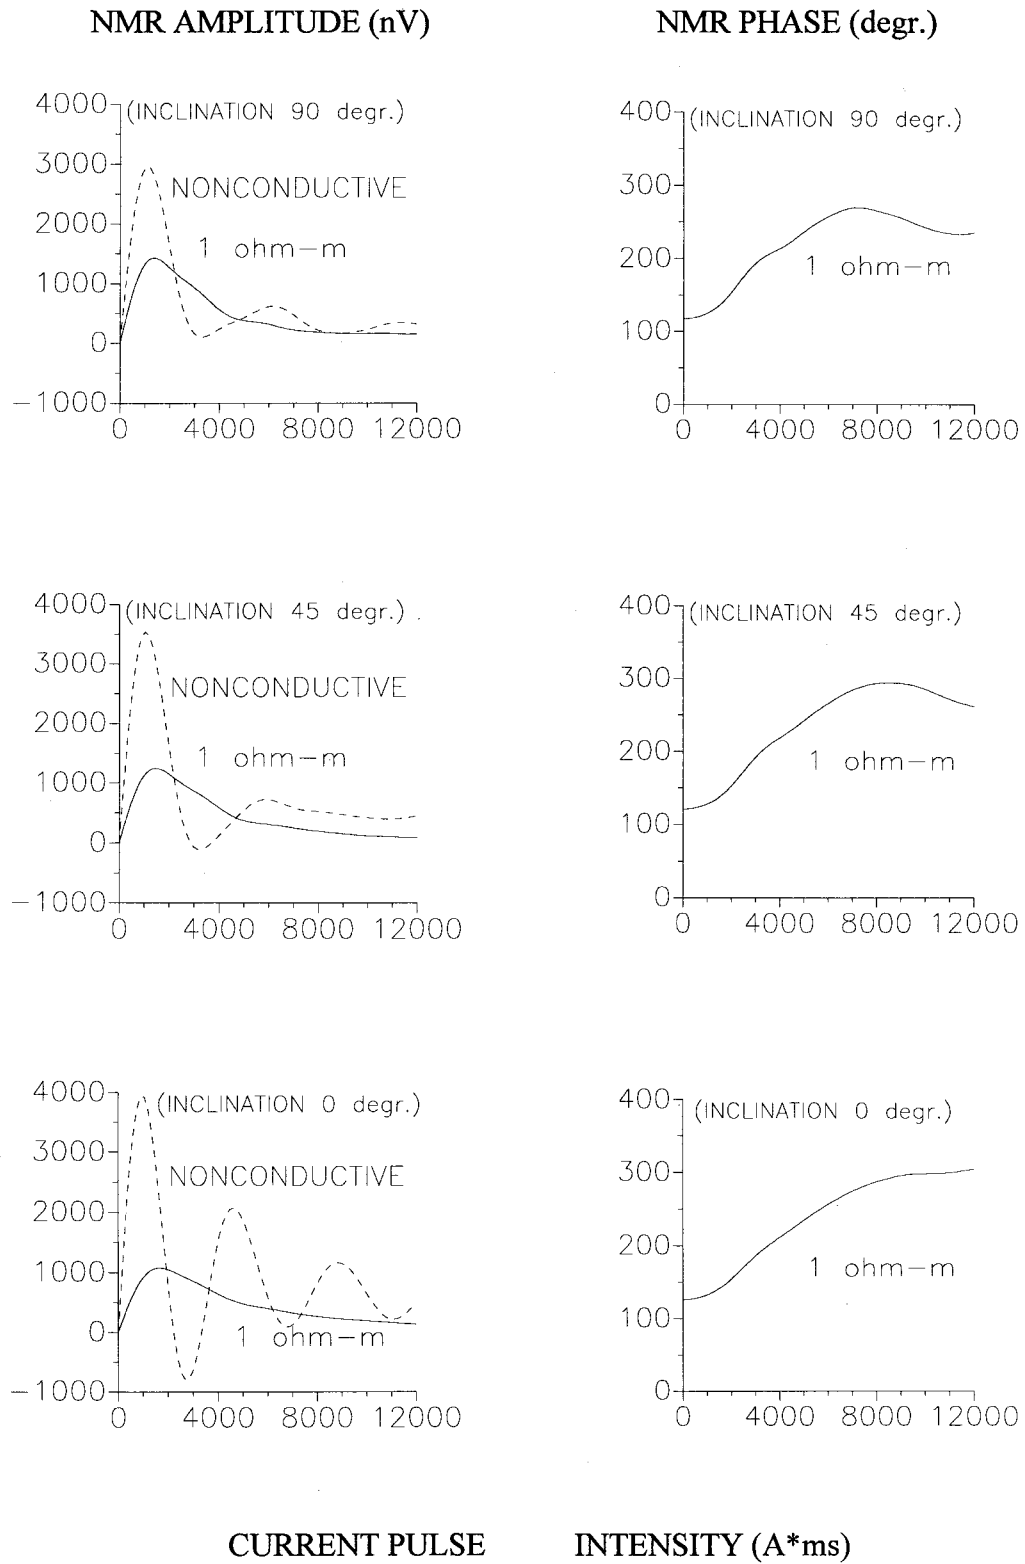 NMR AMPLITUDE (nV)
NMR PHASE (degr.)
4000
(INCLINATION 90 degr.)
3000
NONCONDUCTIVE
2000
1 ohm-m
1000
0
-1000
0 4000 8000 12000
400
(INCLINATION 90 degr.)
300
200
1 ohm-m
100
0
0 4000 8000 12000
4000
(INCLINATION 45 degr.)
3000
NONCONDUCTIVE
2000
1 ohm-m
1000
0
-1000
0 4000 8000 12000
400
(INCLINATION 45 degr.)
300
200
1 ohm-m
100
0
0 4000 8000 12000
4000
(INCLINATION 0 degr.)
3000
NONCONDUCTIVE
2000
1000
0
1 ohm-m
-1000
0 4000 8000 12000
400
(INCLINATION 0 degr.)
300
200
1 ohm-m
100
0
0 4000 8000 12000
CURRENT PULSE INTENSITY (A*ms)